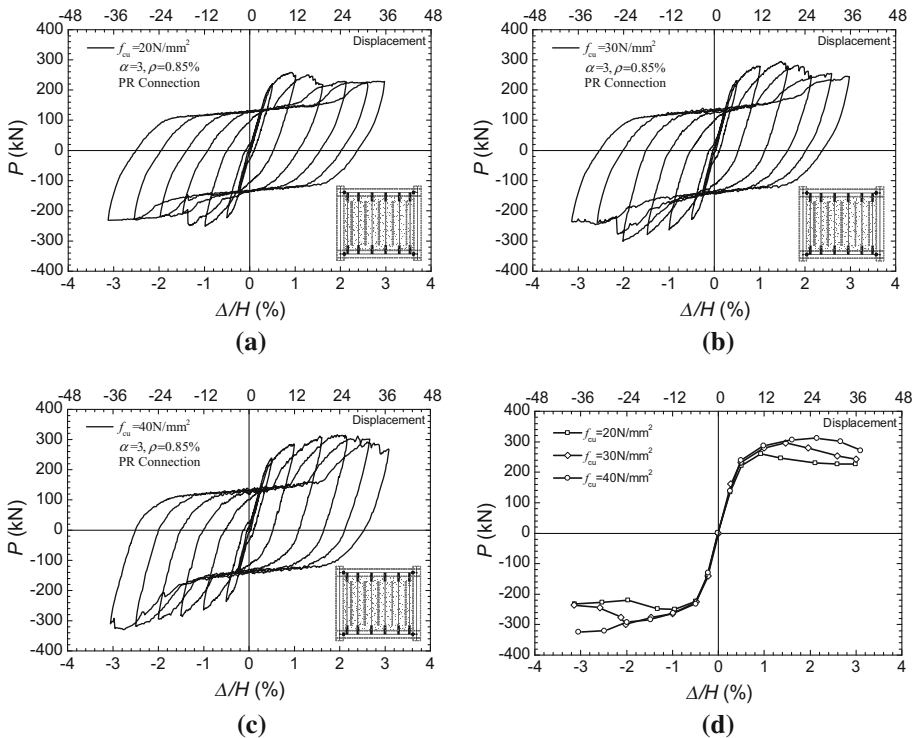 -48 -36 -24 -12 0 12 24 36 48
400
300
200
100
0
-100
-200
-300
-400
P (kN)
Displacement
f_cu=20N/mm²
α=3, ρ=0.85%
PR Connection
-4 -3 -2 -1 0 1 2 3 4
Δ/H (%)
(a)
-48 -36 -24 -12 0 12 24 36 48
400
300
200
100
0
-100
-200
-300
-400
P (kN)
Displacement
f_cu=30N/mm²
α=3, ρ=0.85%
PR Connection
-4 -3 -2 -1 0 1 2 3 4
Δ/H (%)
(b)
-48 -36 -24 -12 0 12 24 36 48
400
300
200
100
0
-100
-200
-300
-400
P (kN)
Displacement
f_cu=40N/mm²
α=3, ρ=0.85%
PR Connection
-4 -3 -2 -1 0 1 2 3 4
Δ/H (%)
(c)
-48 -36 -24 -12 0 12 24 36 48
400
300
200
100
0
-100
-200
-300
-400
P (kN)
Displacement
f_cu=20N/mm²
f_cu=30N/mm²
f_cu=40N/mm²
-4 -3 -2 -1 0 1 2 3 4
Δ/H (%)
(d)